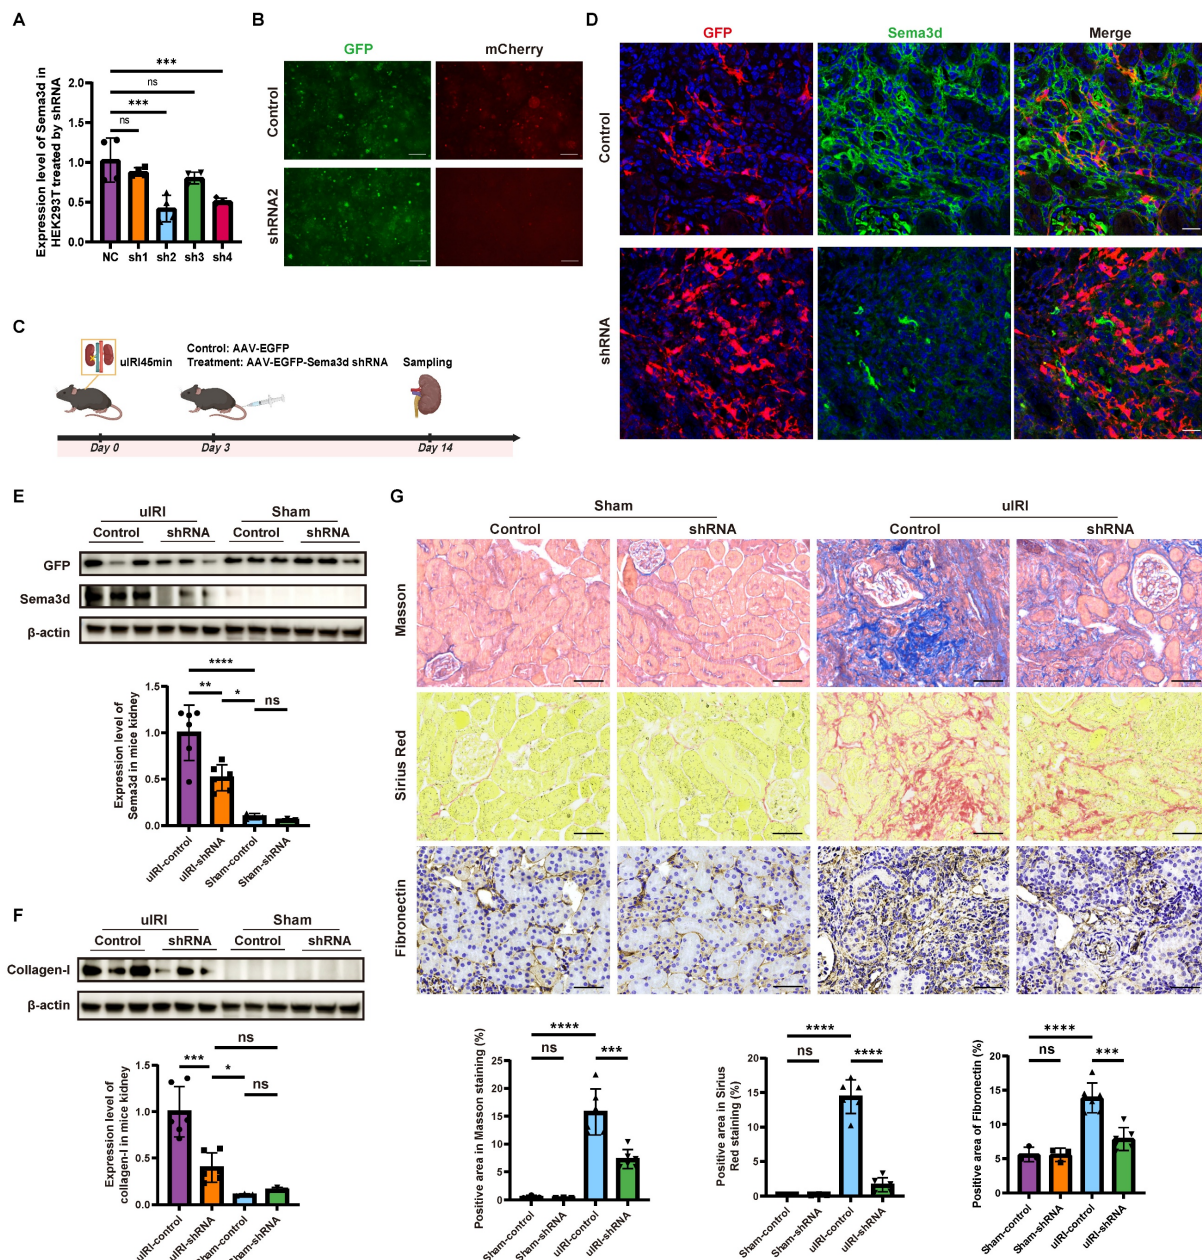 A
Expression level of Sema3d in
HEK293T treated by shRNA
2.0
1.5
1.0
0.5
0.0
***
ns
***
ns
NC sh1 sh2 sh3 sh4
B
GFP mCherry
Control
shRNA2
C
uIRI45min
Control: AAV-EGFP
Treatment: AAV-EGFP-Sema3d shRNA
Sampling
Day 0 Day 3 Day 14
D
GFP Sema3d Merge
Control
shRNA
E
uIRI Sham
Control shRNA Control shRNA
GFP
Sema3d
β-actin
Expression level of
Sema3d in mice kidney
1.5
1.0
0.5
0.0
****
** * ns
uIRI-control
uIRI-shRNA
Sham-control
Sham-shRNA
F
uIRI Sham
Control shRNA Control shRNA
Collagen-I
β-actin
Expression level of
collagen-I in mice kidney
1.5
1.0
0.5
0.0
ns
*** * ns
uIRI-control
uIRI-shRNA
Sham-control
Sham-shRNA
G
Sham uIRI
Control shRNA Control shRNA
Masson
Sirius Red
Fibronectin
Positive area in Masson staining (%)
25
20
15
10
5
0
****
ns ***
Sham-control
Sham-shRNA
uIRI-control
uIRI-shRNA
Positive area in Sirius
Red staining (%)
20
15
10
5
0
****
ns ****
Sham-control
Sham-shRNA
uIRI-control
uIRI-shRNA
Positive area of Fibronectin (%)
20
15
10
5
0
****
ns ***
Sham-control
Sham-shRNA
uIRI-control
uIRI-shRNA